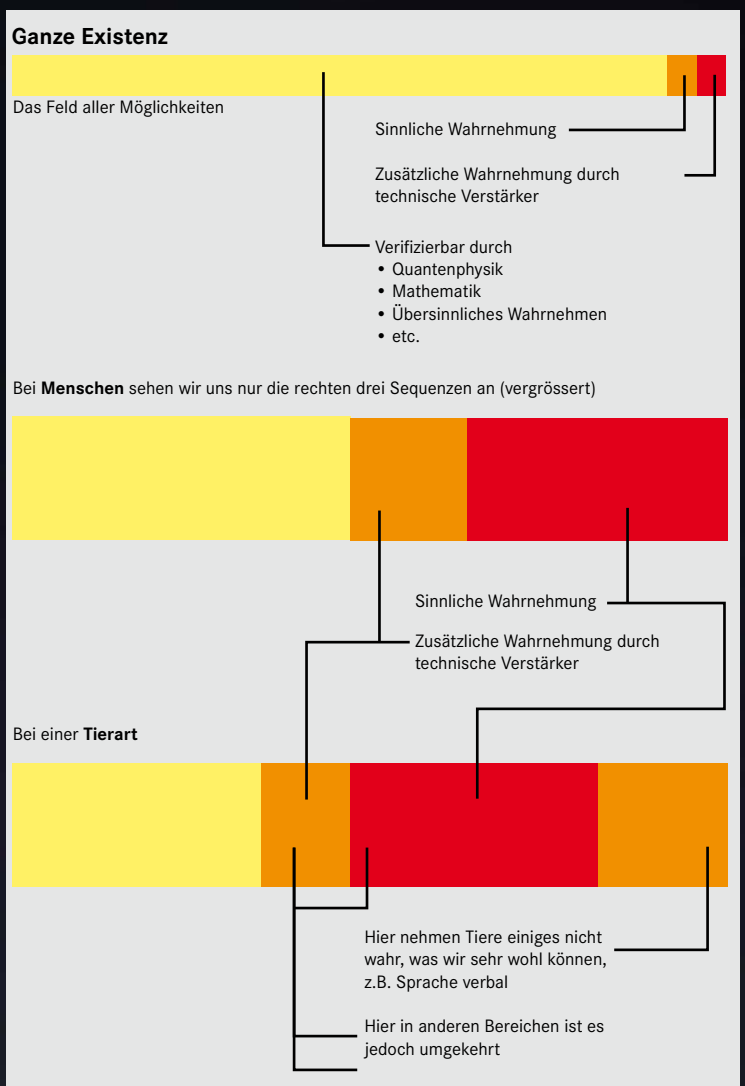 Ganze Existenz
Das Feld aller Möglichkeiten
Sinnliche Wahrnehmung
Zusätzliche Wahrnehmung durch
technische Verstärker
Verifizierbar durch
• Quantenphysik
• Mathematik
• Übersinnliches Wahrnehmen
• etc.
Bei Menschen sehen wir uns nur die rechten drei Sequenzen an (vergrössert)
Sinnliche Wahrnehmung
Zusätzliche Wahrnehmung durch
technische Verstärker
Bei einer Tierart
Hier nehmen Tiere einiges nicht
wahr, was wir sehr wohl können,
z.B. Sprache verbal
Hier in anderen Bereichen ist es
jedoch umgekehrt